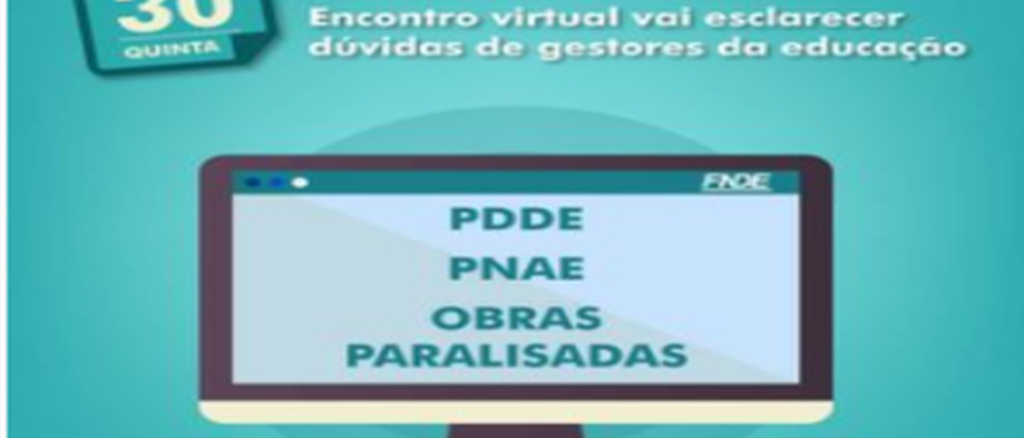 30
QUINTA
Encontro virtual vai esclarecer
dúvidas de gestores da educação
FNDE
PDDE
PNAE
OBRAS
PARALISADAS